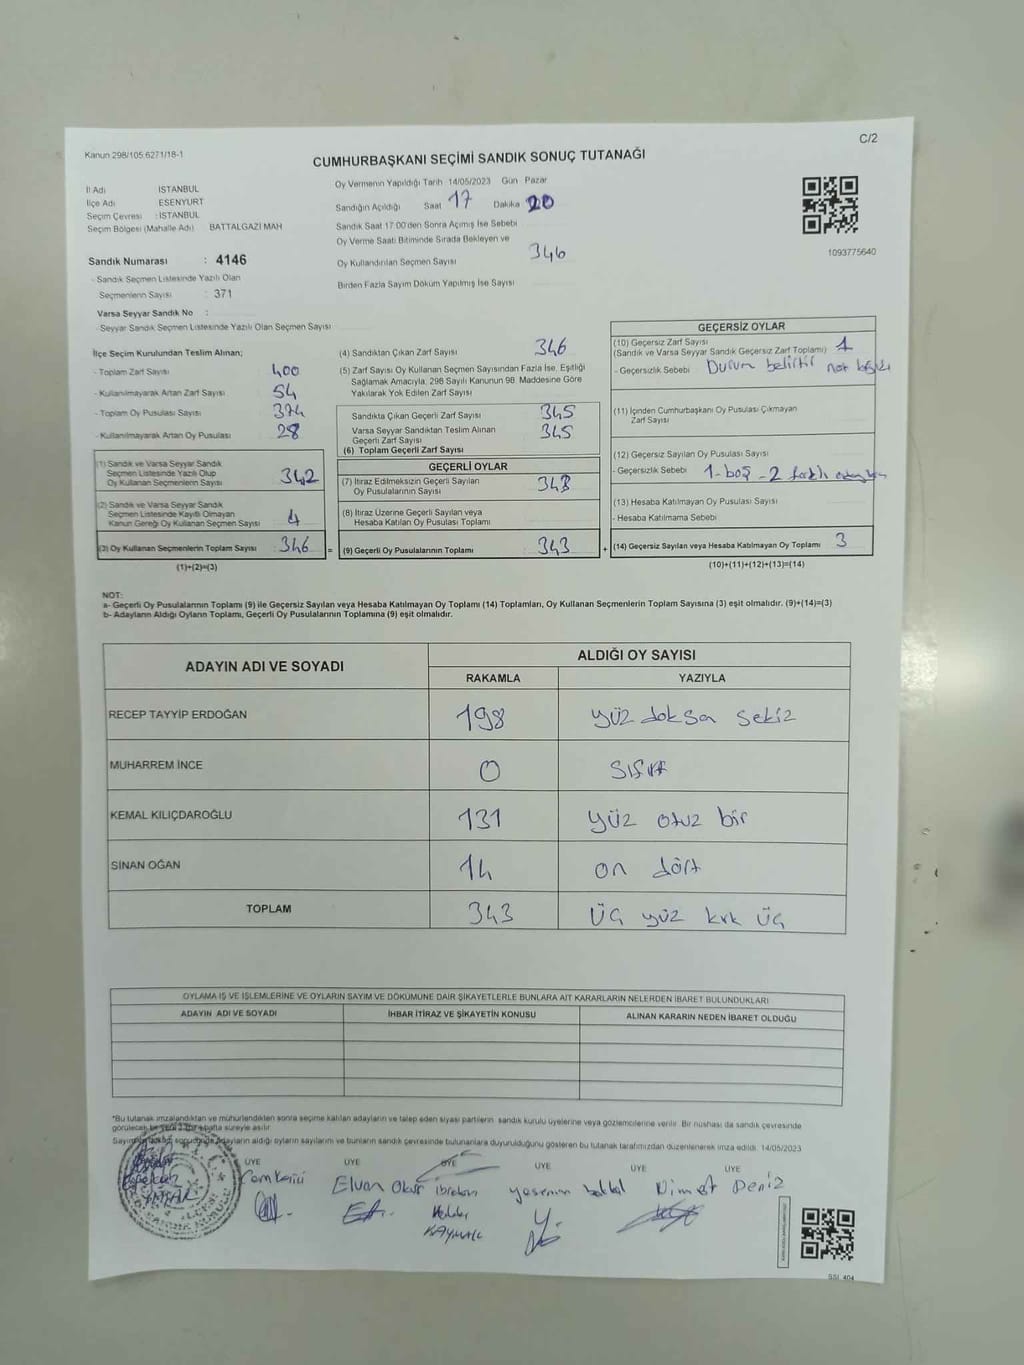 Kanun 298/105 6271/18-1
C/2
CUMHURBAŞKANI SEÇİMİ SANDIK SONUÇ TUTANAĞI
İl Adı İSTANBUL
İlçe Adı ESENYURT
Seçim Çevresi : İSTANBUL
Seçim Bölgesi (Mahalle Adı) BATTALGAZİ MAH
Sandık Numarası : 4146
- Sandık Seçmen Listesinde Yazılı Olan
Seçmenlerin Sayısı : 371
Varsa Seyyar Sandık No :
- Seyyar Sandık Seçmen Listesinde Yazılı Olan Seçmen Sayısı
Oy Vermenin Yapıldığı Tarih 14/05/2023 Gün Pazar
Sandığın Açıldığı Saat 17 Dakika 20
Sandık Saat 17:00'den Sonra Açılmış İse Sebebi
Oy Verme Saati Bitiminde Sırada Bekleyen ve
Oy Kullandırılan Seçmen Sayısı 346
Birden Fazla Sayım Döküm Yapılmış İse Sayısı
1093775640
İlçe Seçim Kurulundan Teslim Alınan;
- Toplam Zarf Sayısı 400
- Kullanılmayarak Artan Zarf Sayısı 54
- Toplam Oy Pusulası Sayısı 374
- Kullanılmayarak Artan Oy Pusulası 28
(1) Sandık ve Varsa Seyyar Sandık
Seçmen Listesinde Yazılı Olup
Oy Kullanan Seçmenlerin Sayısı 342
(2) Sandık ve Varsa Seyyar Sandık
Seçmen Listesinde Kayıtlı Olmayan
Kanun Gereği Oy Kullanan Seçmen Sayısı 4
(3) Oy Kullanan Seçmenlerin Toplam Sayısı 346 =
(1)+(2)=(3)
(4) Sandıktan Çıkan Zarf Sayısı 346
(5) Zarf Sayısı Oy Kullanan Seçmen Sayısından Fazla İse, Eşitliği
Sağlamak Amacıyla, 298 Sayılı Kanunun 98. Maddesine Göre
Yakılarak Yok Edilen Zarf Sayısı
Sandıkta Çıkan Geçerli Zarf Sayısı 345
Varsa Seyyar Sandıktan Teslim Alınan
Geçerli Zarf Sayısı 345
(6) Toplam Geçerli Zarf Sayısı
GEÇERLİ OYLAR
(7) İtiraz Edilmeksizin Geçerli Sayılan
Oy Pusulalarının Sayısı 343
(8) İtiraz Üzerine Geçerli Sayılan veya
Hesaba Katılan Oy Pusulası Toplamı
(9) Geçerli Oy Pusulalarının Toplamı 343 +
GEÇERSİZ OYLAR
(10) Geçersiz Zarf Sayısı
(Sandık ve Varsa Seyyar Sandık Geçersiz Zarf Toplamı) 1
- Geçersizlik Sebebi Durum belirtir not
(11) İçinden Cumhurbaşkanı Oy Pusulası Çıkmayan
Zarf Sayısı
(12) Geçersiz Sayılan Oy Pusulası Sayısı
- Geçersizlik Sebebi 1-boş - 2 farklı
(13) Hesaba Katılmayan Oy Pusulası Sayısı
- Hesaba Katılmama Sebebi
(14) Geçersiz Sayılan veya Hesaba Katılmayan Oy Toplamı 3
(10)+(11)+(12)+(13)=(14)
NOT:
a- Geçerli Oy Pusulalarının Toplamı (9) ile Geçersiz Sayılan veya Hesaba Katılmayan Oy Toplamı (14) Toplamları, Oy Kullanan Seçmenlerin Toplam Sayısına (3) eşit olmalıdır. (9)+(14)=(3)
b- Adayların Aldığı Oyların Toplamı, Geçerli Oy Pusulalarının Toplamına (9) eşit olmalıdır.
ADAYIN ADI VE SOYADI ALDIĞI OY SAYISI
RAKAMLA YAZIYLA
RECEP TAYYİP ERDOĞAN 198 yüz doksan sekiz
MUHARREM İNCE 0 sıfır
KEMAL KILIÇDAROĞLU 131 yüz otuz bir
SİNAN OĞAN 14 on dört
TOPLAM 343 Üç yüz kırk üç
OYLAMA İŞ VE İŞLEMLERİNE VE OYLARIN SAYIM VE DÖKÜMÜNE DAİR ŞİKAYETLERLE BUNLARA AİT KARARLARIN NELERDEN İBARET BULUNDUKLARI
ADAYIN ADI VE SOYADI İHBAR İTİRAZ VE ŞİKAYETİN KONUSU ALINAN KARARIN NEDEN İBARET OLDUĞU
*Bu tutanak imzalandıktan ve mühürlendikten sonra seçime katılan adayların ve talep eden siyasi partilerin sandık kurulu üyelerine veya gözlemcilerine verilir. Bir nüshası da sandık çevresinde
görülecek bir yere 1 hafta süreyle asılır.
adayların aldığı oyların sayılarını ve bunların sandık çevresinde bulunanlara duyurulduğunu gösteren bu tutanak tarafımızdan düzenlenerek imza edildi. 14/05/2023
ÜYE ÜYE ÜYE ÜYE ÜYE ÜYE
Elvan Okur İbrahim Yasemin Nimet Deniz
Halil
KAYMAK